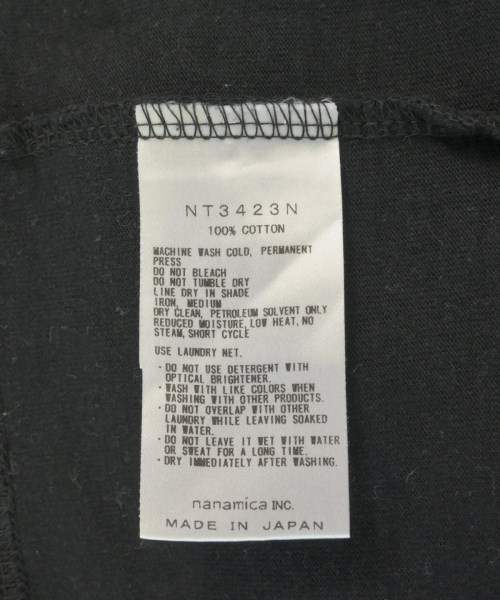 NT3423N
100% COTTON
MACHINE WASH COLD, PERMANENT
PRESS
DO NOT BLEACH
DO NOT TUMBLE DRY
LINE DRY IN SHADE
IRON, MEDIUM
DRY CLEAN, PETROLEUM SOLVENT ONLY
REDUCED MOISTURE, LOW HEAT, NO
STEAM, SHORT CYCLE
USE LAUNDRY NET.
・DO NOT USE DETERGENT WITH
OPTICAL BRIGHTENER.
・WASH WITH LIKE COLORS WHEN
WASHING WITH OTHER PRODUCTS.
・DO NOT OVERLAP WITH OTHER
LAUNDRY WHILE LEAVING SOAKED
IN WATER.
・DO NOT LEAVE IT WET WITH WATER
OR SWEAT FOR A LONG TIME.
・DRY IMMEDIATELY AFTER WASHING.
nanamica INC.
MADE IN JAPAN